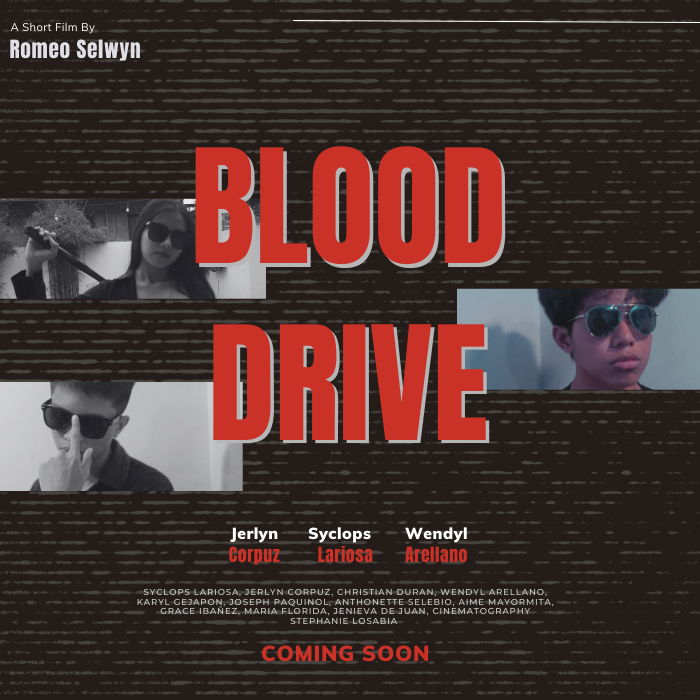 A Short Film By
Romeo Selwyn
BLOOD
DRIVE
Jerlyn Syclops Wendyl
Corpuz Lariosa Arellano
SYCLOPS LARIOSA, JERLYN CORPUZ, CHRISTIAN DURAN, WENDYL ARELLANO,
KARYL GEJAPON, JOSEPH PAQUINOL, ANTHONETTE SELEBIO, AIME MAYORMITA,
GRACE IBAÑEZ, MARIA FLORIDA, JENIEVA DE JUAN, CINEMATOGRAPHY
STEPHANIE LOSABIA
COMING SOON